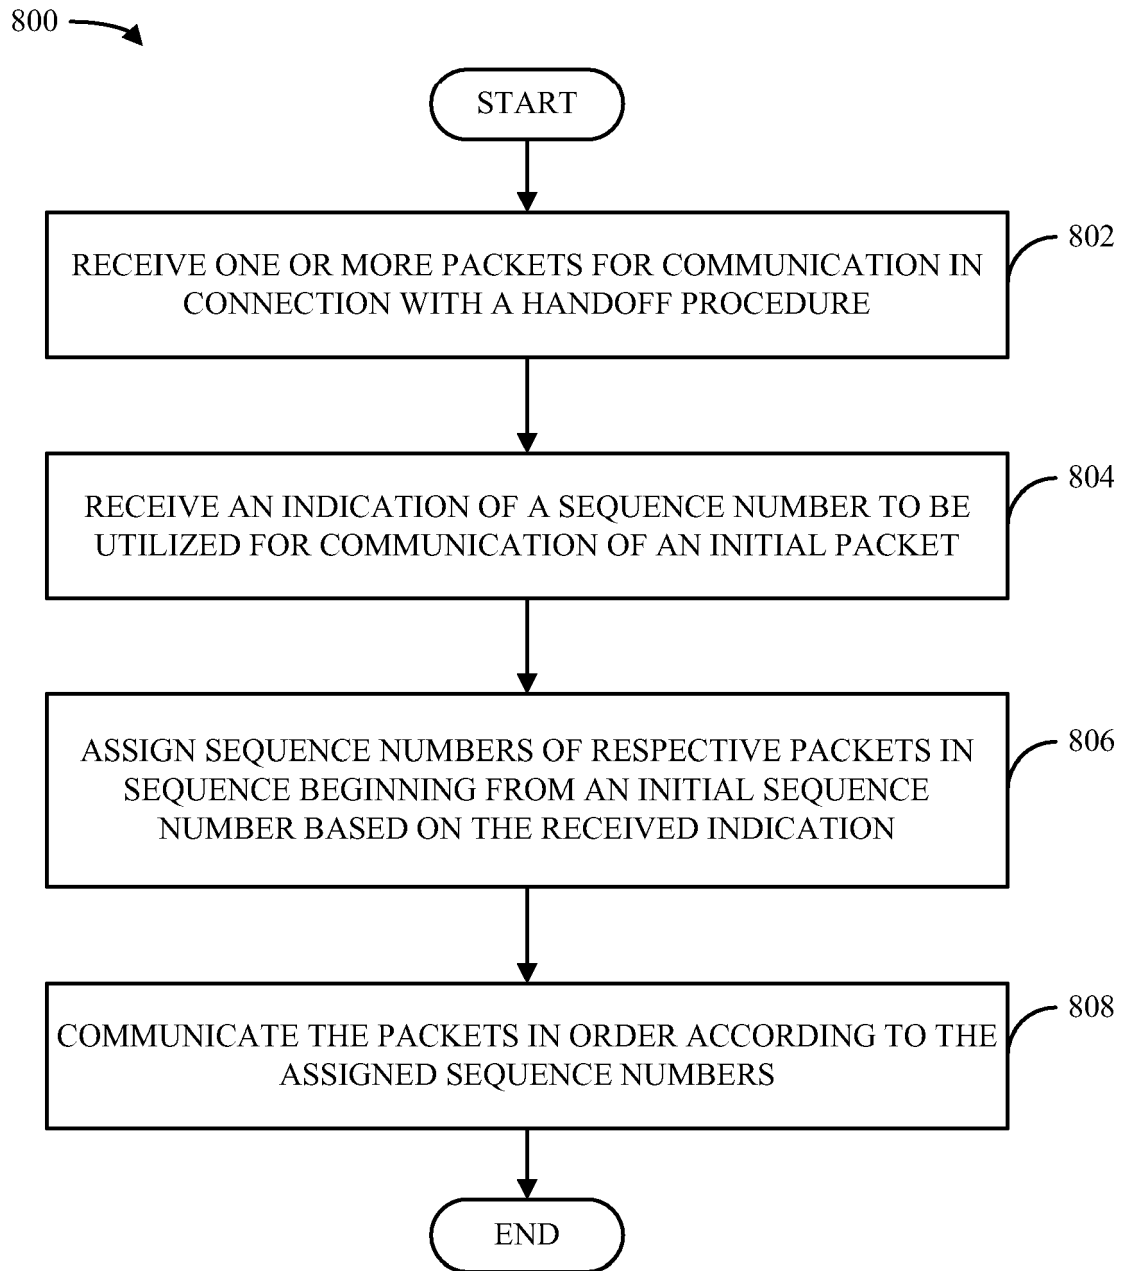 800
START
RECEIVE ONE OR MORE PACKETS FOR COMMUNICATION IN
CONNECTION WITH A HANDOFF PROCEDURE
802
RECEIVE AN INDICATION OF A SEQUENCE NUMBER TO BE
UTILIZED FOR COMMUNICATION OF AN INITIAL PACKET
804
ASSIGN SEQUENCE NUMBERS OF RESPECTIVE PACKETS IN
SEQUENCE BEGINNING FROM AN INITIAL SEQUENCE
NUMBER BASED ON THE RECEIVED INDICATION
806
COMMUNICATE THE PACKETS IN ORDER ACCORDING TO THE
ASSIGNED SEQUENCE NUMBERS
808
END